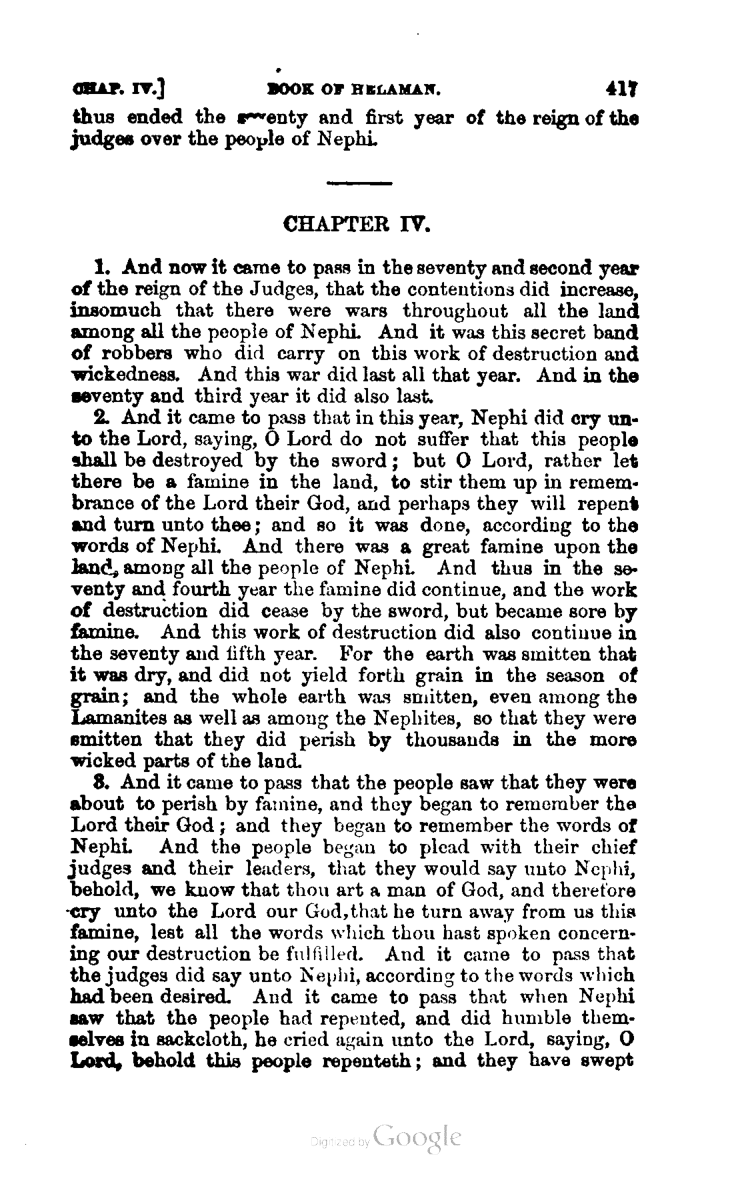 CHAP. IV.] BOOK OF HELAMAN. 417
thus ended the seventy and first year of the reign of the
judges over the people of Nephi.
CHAPTER IV.
1. And now it came to pass in the seventy and second year
of the reign of the Judges, that the contentions did increase,
insomuch that there were wars throughout all the land
among all the people of Nephi. And it was this secret band
of robbers who did carry on this work of destruction and
wickedness. And this war did last all that year. And in the
seventy and third year it did also last.
2. And it came to pass that in this year, Nephi did cry un-
to the Lord, saying, O Lord do not suffer that this people
shall be destroyed by the sword; but O Lord, rather let
there be a famine in the land, to stir them up in remem-
brance of the Lord their God, and perhaps they will repent
and turn unto thee; and so it was done, according to the
words of Nephi. And there was a great famine upon the
land, among all the people of Nephi. And thus in the se-
venty and fourth year the famine did continue, and the work
of destruction did cease by the sword, but became sore by
famine. And this work of destruction did also continue in
the seventy and fifth year. For the earth was smitten that
it was dry, and did not yield forth grain in the season of
grain; and the whole earth was smitten, even among the
Lamanites as well as among the Nephites, so that they were
smitten that they did perish by thousands in the more
wicked parts of the land.
3. And it came to pass that the people saw that they were
about to perish by famine, and they began to remember the
Lord their God; and they began to remember the words of
Nephi. And the people began to plead with their chief
judges and their leaders, that they would say unto Nephi,
behold, we know that thou art a man of God, and therefore
cry unto the Lord our God, that he turn away from us this
famine, lest all the words which thou hast spoken concern-
ing our destruction be fulfilled. And it came to pass that
the judges did say unto Nephi, according to the words which
had been desired. And it came to pass that when Nephi
saw that the people had repented, and did humble them-
selves in sackcloth, he cried again unto the Lord, saying, O
Lord, behold this people repenteth; and they have swept
Digitized by Google